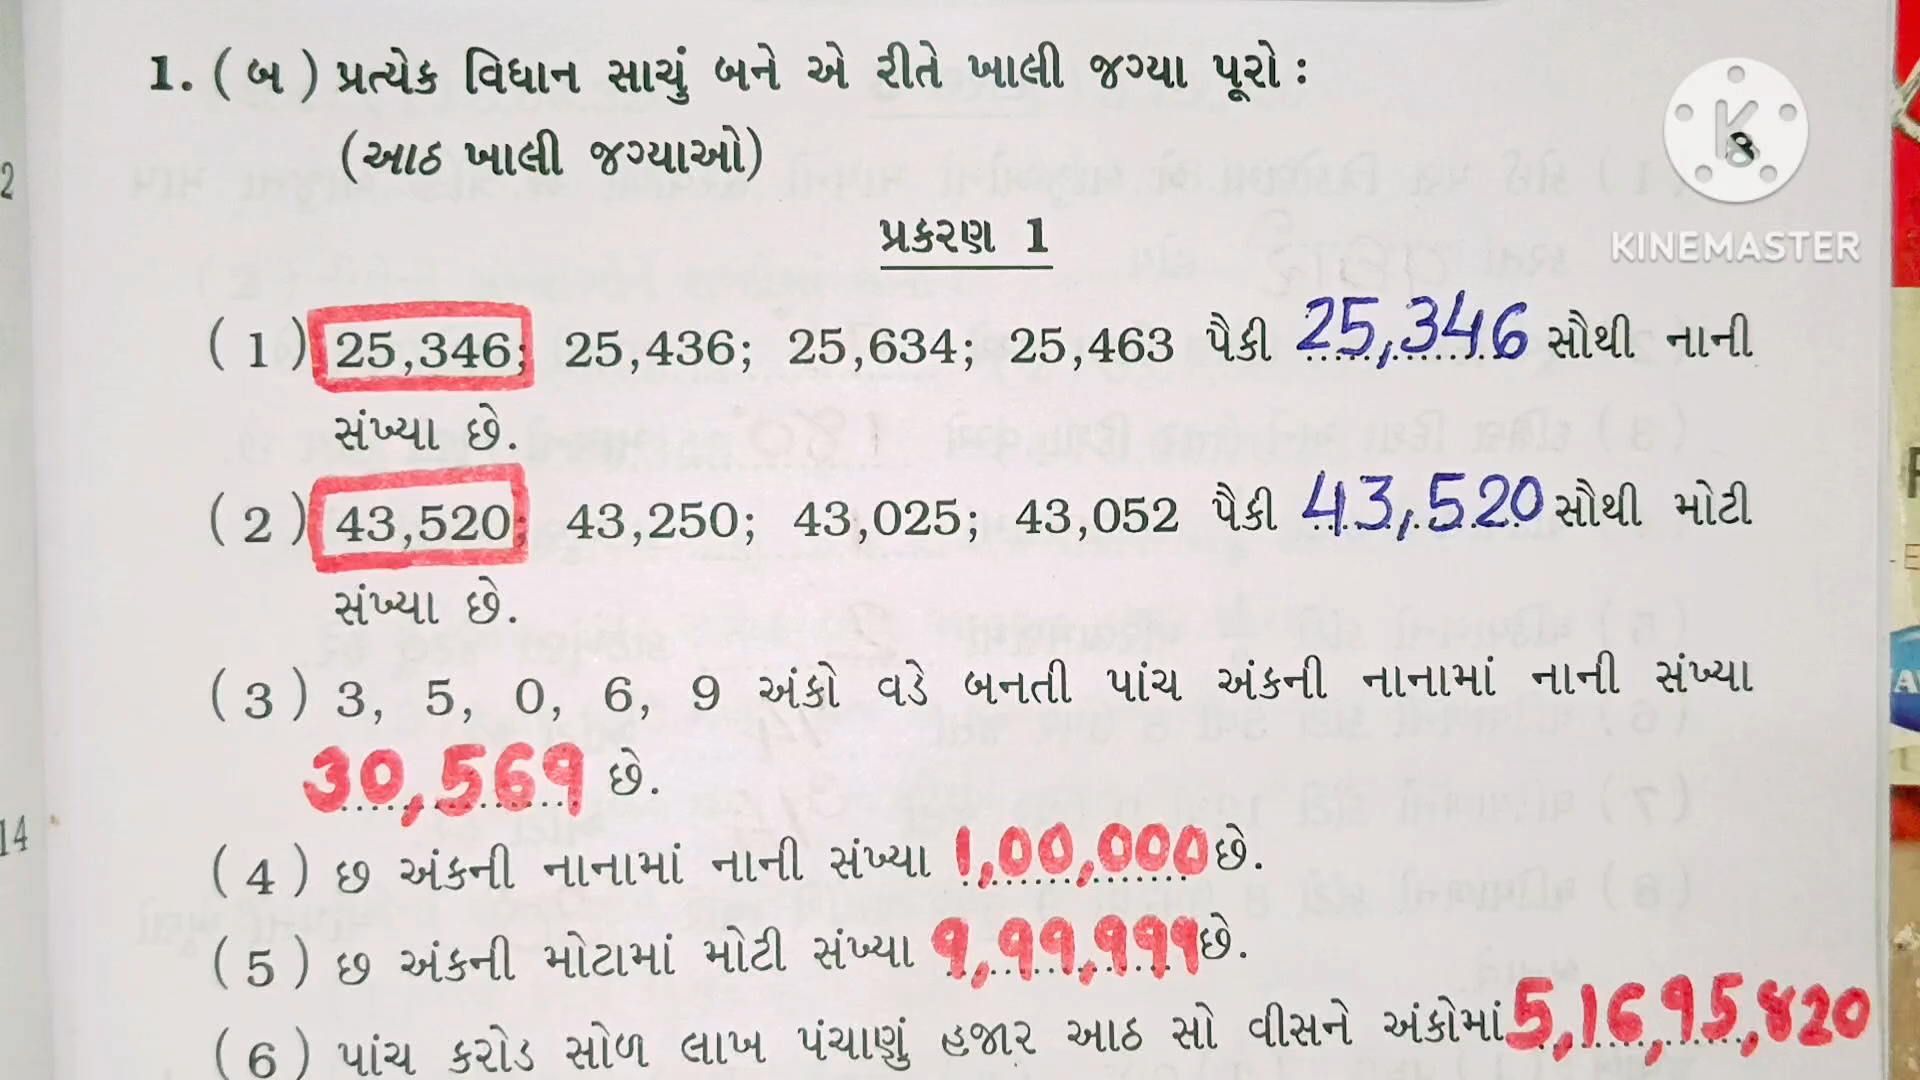 1. (બ) પ્રત્યેક વિધાન સાચું બને એ રીતે ખાલી જગ્યા પૂરો :
(આઠ ખાલી જગ્યાઓ)
KINEMASTER
પ્રકરણ 1
(1) 25,346; 25,436; 25,634; 25,463 પૈકી 25,346 સૌથી નાની
સંખ્યા છે.
(2) 43,520; 43,250; 43,025; 43,052 પૈકી 43,520 સૌથી મોટી
સંખ્યા છે.
(3) 3, 5, 0, 6, 9 અંકો વડે બનતી પાંચ અંકની નાનામાં નાની સંખ્યા
30,569 છે.
(4) છ અંકની નાનામાં નાની સંખ્યા 1,00,000 છે.
(5) છ અંકની મોટામાં મોટી સંખ્યા 9,99,999 છે.
(6) પાંચ કરોડ સોળ લાખ પંચાણું હજાર આઠ સો વીસને અંકોમાં 5,16,95,820
2
14